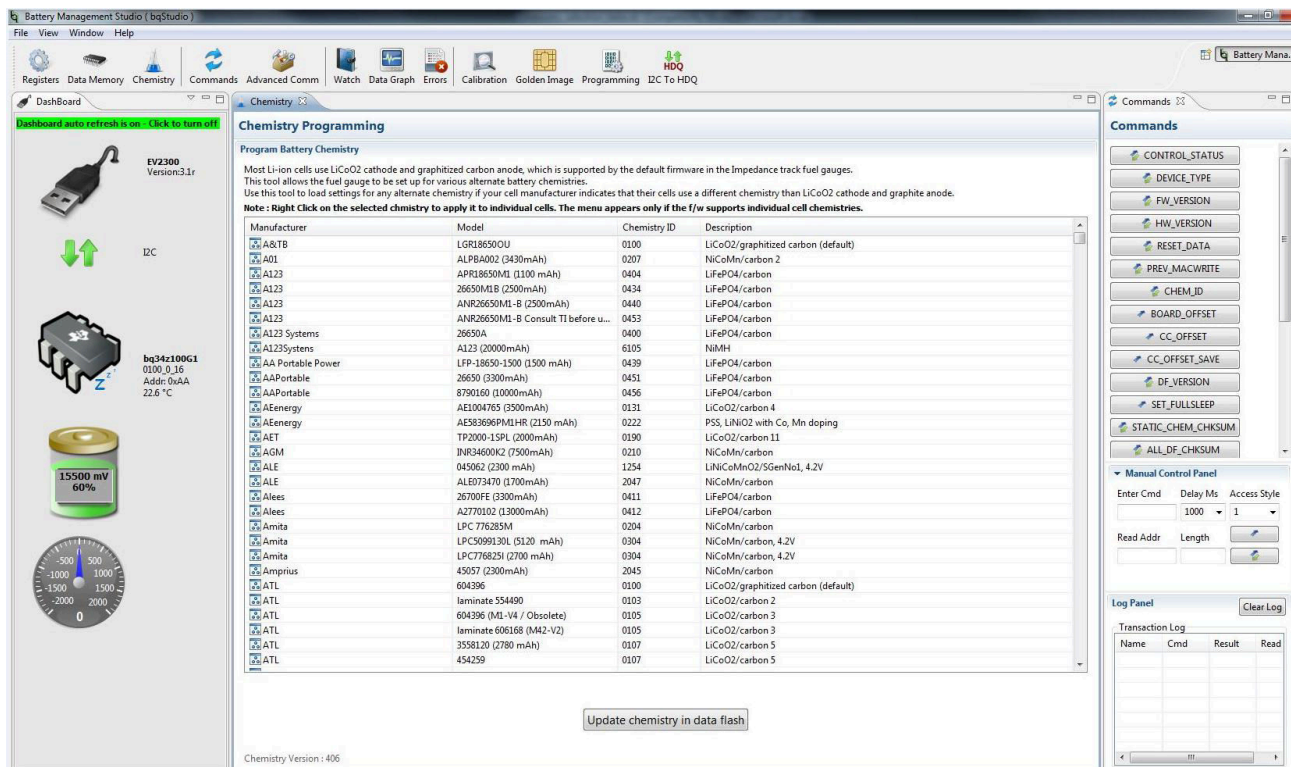 Battery Management Studio ( bqStudio )
File View Window Help
Registers Data Memory Chemistry Commands Advanced Comm Watch Data Graph Errors Calibration Golden Image Programming I2C To HDQ
HDQ
Battery Mana.
DashBoard
Dashboard auto refresh is on - Click to turn off
EV2300
Version:3.1r
I2C
bq34z100G1
0100_0_16
Addr: 0xAA
22.6 °C
Z
z
15500 mV
60%
-500 500
-1000 1000
-1500 1500
-2000 2000
0
Chemistry
Chemistry Programming
Program Battery Chemistry
Most Li-ion cells use LiCoO2 cathode and graphitized carbon anode, which is supported by the default firmware in the Impedance track fuel gauges.
This tool allows the fuel gauge to be set up for various alternate battery chemistries.
Use this tool to load settings for any alternate chemistry if your cell manufacturer indicates that their cells use a different chemistry than LiCoO2 cathode and graphite anode.
Note : Right Click on the selected chmistry to apply it to individual cells. The menu appears only if the f/w supports individual cell chemistries.
Manufacturer Model Chemistry ID Description
A&TB LGR18650OU 0100 LiCoO2/graphitized carbon (default)
A01 ALPBA002 (3430mAh) 0207 NiCoMn/carbon 2
A123 APR18650M1 (1100 mAh) 0404 LiFePO4/carbon
A123 26650M1B (2500mAh) 0434 LiFePO4/carbon
A123 ANR26650M1-B (2500mAh) 0440 LiFePO4/carbon
A123 ANR26650M1-B Consult TI before u... 0453 LiFePO4/carbon
A123 Systems 26650A 0400 LiFePO4/carbon
A123Systens A123 (20000mAh) 6105 NiMH
AA Portable Power LFP-18650-1500 (1500 mAh) 0439 LiFePO4/carbon
AAPortable 26650 (3300mAh) 0451 LiFePO4/carbon
AAPortable 8790160 (10000mAh) 0456 LiFePO4/carbon
AEenergy AE1004765 (3500mAh) 0131 LiCoO2/carbon 4
AEenergy AE583696PM1HR (2150 mAh) 0222 PSS, LiNiO2 with Co, Mn doping
AET TP2000-1SPL (2000mAh) 0190 LiCoO2/carbon 11
AGM INR34600K2 (7500mAh) 0210 NiCoMn/carbon
ALE 045062 (2300 mAh) 1254 LiNiCoMnO2/SGenNo1, 4.2V
ALE ALE073470 (1700mAh) 2047 NiCoMn/carbon
Alees 26700FE (3300mAh) 0411 LiFePO4/carbon
Alees A2770102 (13000mAh) 0412 LiFePO4/carbon
Amita LPC 776285M 0204 NiCoMn/carbon
Amita LPC5099130L (5120 mAh) 0304 NiCoMn/carbon, 4.2V
Amita LPC776825I (2700 mAh) 0304 NiCoMn/carbon, 4.2V
Amprius 45057 (2300mAh) 2045 NiCoMn/carbon
ATL 604396 0100 LiCoO2/graphitized carbon (default)
ATL laminate 554490 0103 LiCoO2/carbon 2
ATL 604396 (M1-V4 / Obsolete) 0105 LiCoO2/carbon 3
ATL laminate 606168 (M42-V2) 0105 LiCoO2/carbon 3
ATL 3558120 (2780 mAh) 0107 LiCoO2/carbon 5
ATL 454259 0107 LiCoO2/carbon 5
Update chemistry in data flash
Chemistry Version : 406
Commands
Commands
CONTROL_STATUS
DEVICE_TYPE
FW_VERSION
HW_VERSION
RESET_DATA
PREV_MACWRITE
CHEM_ID
BOARD_OFFSET
CC_OFFSET
CC_OFFSET_SAVE
DF_VERSION
SET_FULLSLEEP
STATIC_CHEM_CHKSUM
ALL_DF_CHKSUM
Manual Control Panel
Enter Cmd Delay Ms Access Style
1000 1
Read Addr Length
Log Panel Clear Log
Transaction Log
Name Cmd Result Read